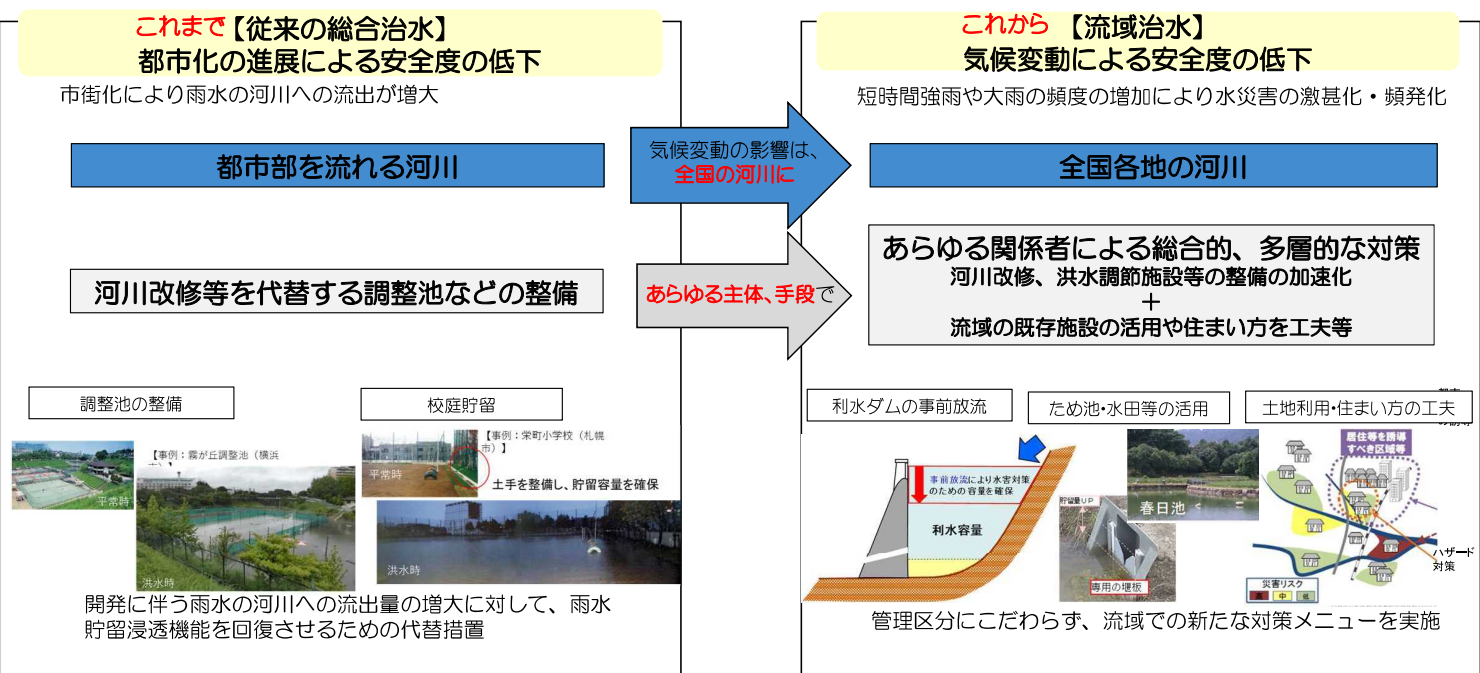 これまで【従来の総合治水】
都市化の進展による安全度の低下
市街化により雨水の河川への流出が増大
都市部を流れる河川
河川改修等を代替する調整池などの整備
調整池の整備
校庭貯留
【事例：霧が丘調整池（横浜
市）】
平常時
洪水時
【事例：栄町小学校（札幌
市）】
平常時
土手を整備し、貯留容量を確保
洪水時
開発に伴う雨水の河川への流出量の増大に対して、雨水
貯留浸透機能を回復させるための代替措置
気候変動の影響は、
全国の河川に
あらゆる主体、手段で
これから 【流域治水】
気候変動による安全度の低下
短時間強雨や大雨の頻度の増加により水災害の激甚化・頻発化
全国各地の河川
あらゆる関係者による総合的、多層的な対策
河川改修、洪水調節施設等の整備の加速化
＋
流域の既存施設の活用や住まい方を工夫等
利水ダムの事前放流
ため池・水田等の活用
土地利用・住まい方の工夫
事前放流により水害対策
のための容量を確保
利水容量
貯留量UP
春日池
専用の堰板
居住等を誘導
すべき区域等
ハザード
対策
災害リスク
高 中 低
管理区分にこだわらず、流域での新たな対策メニューを実施